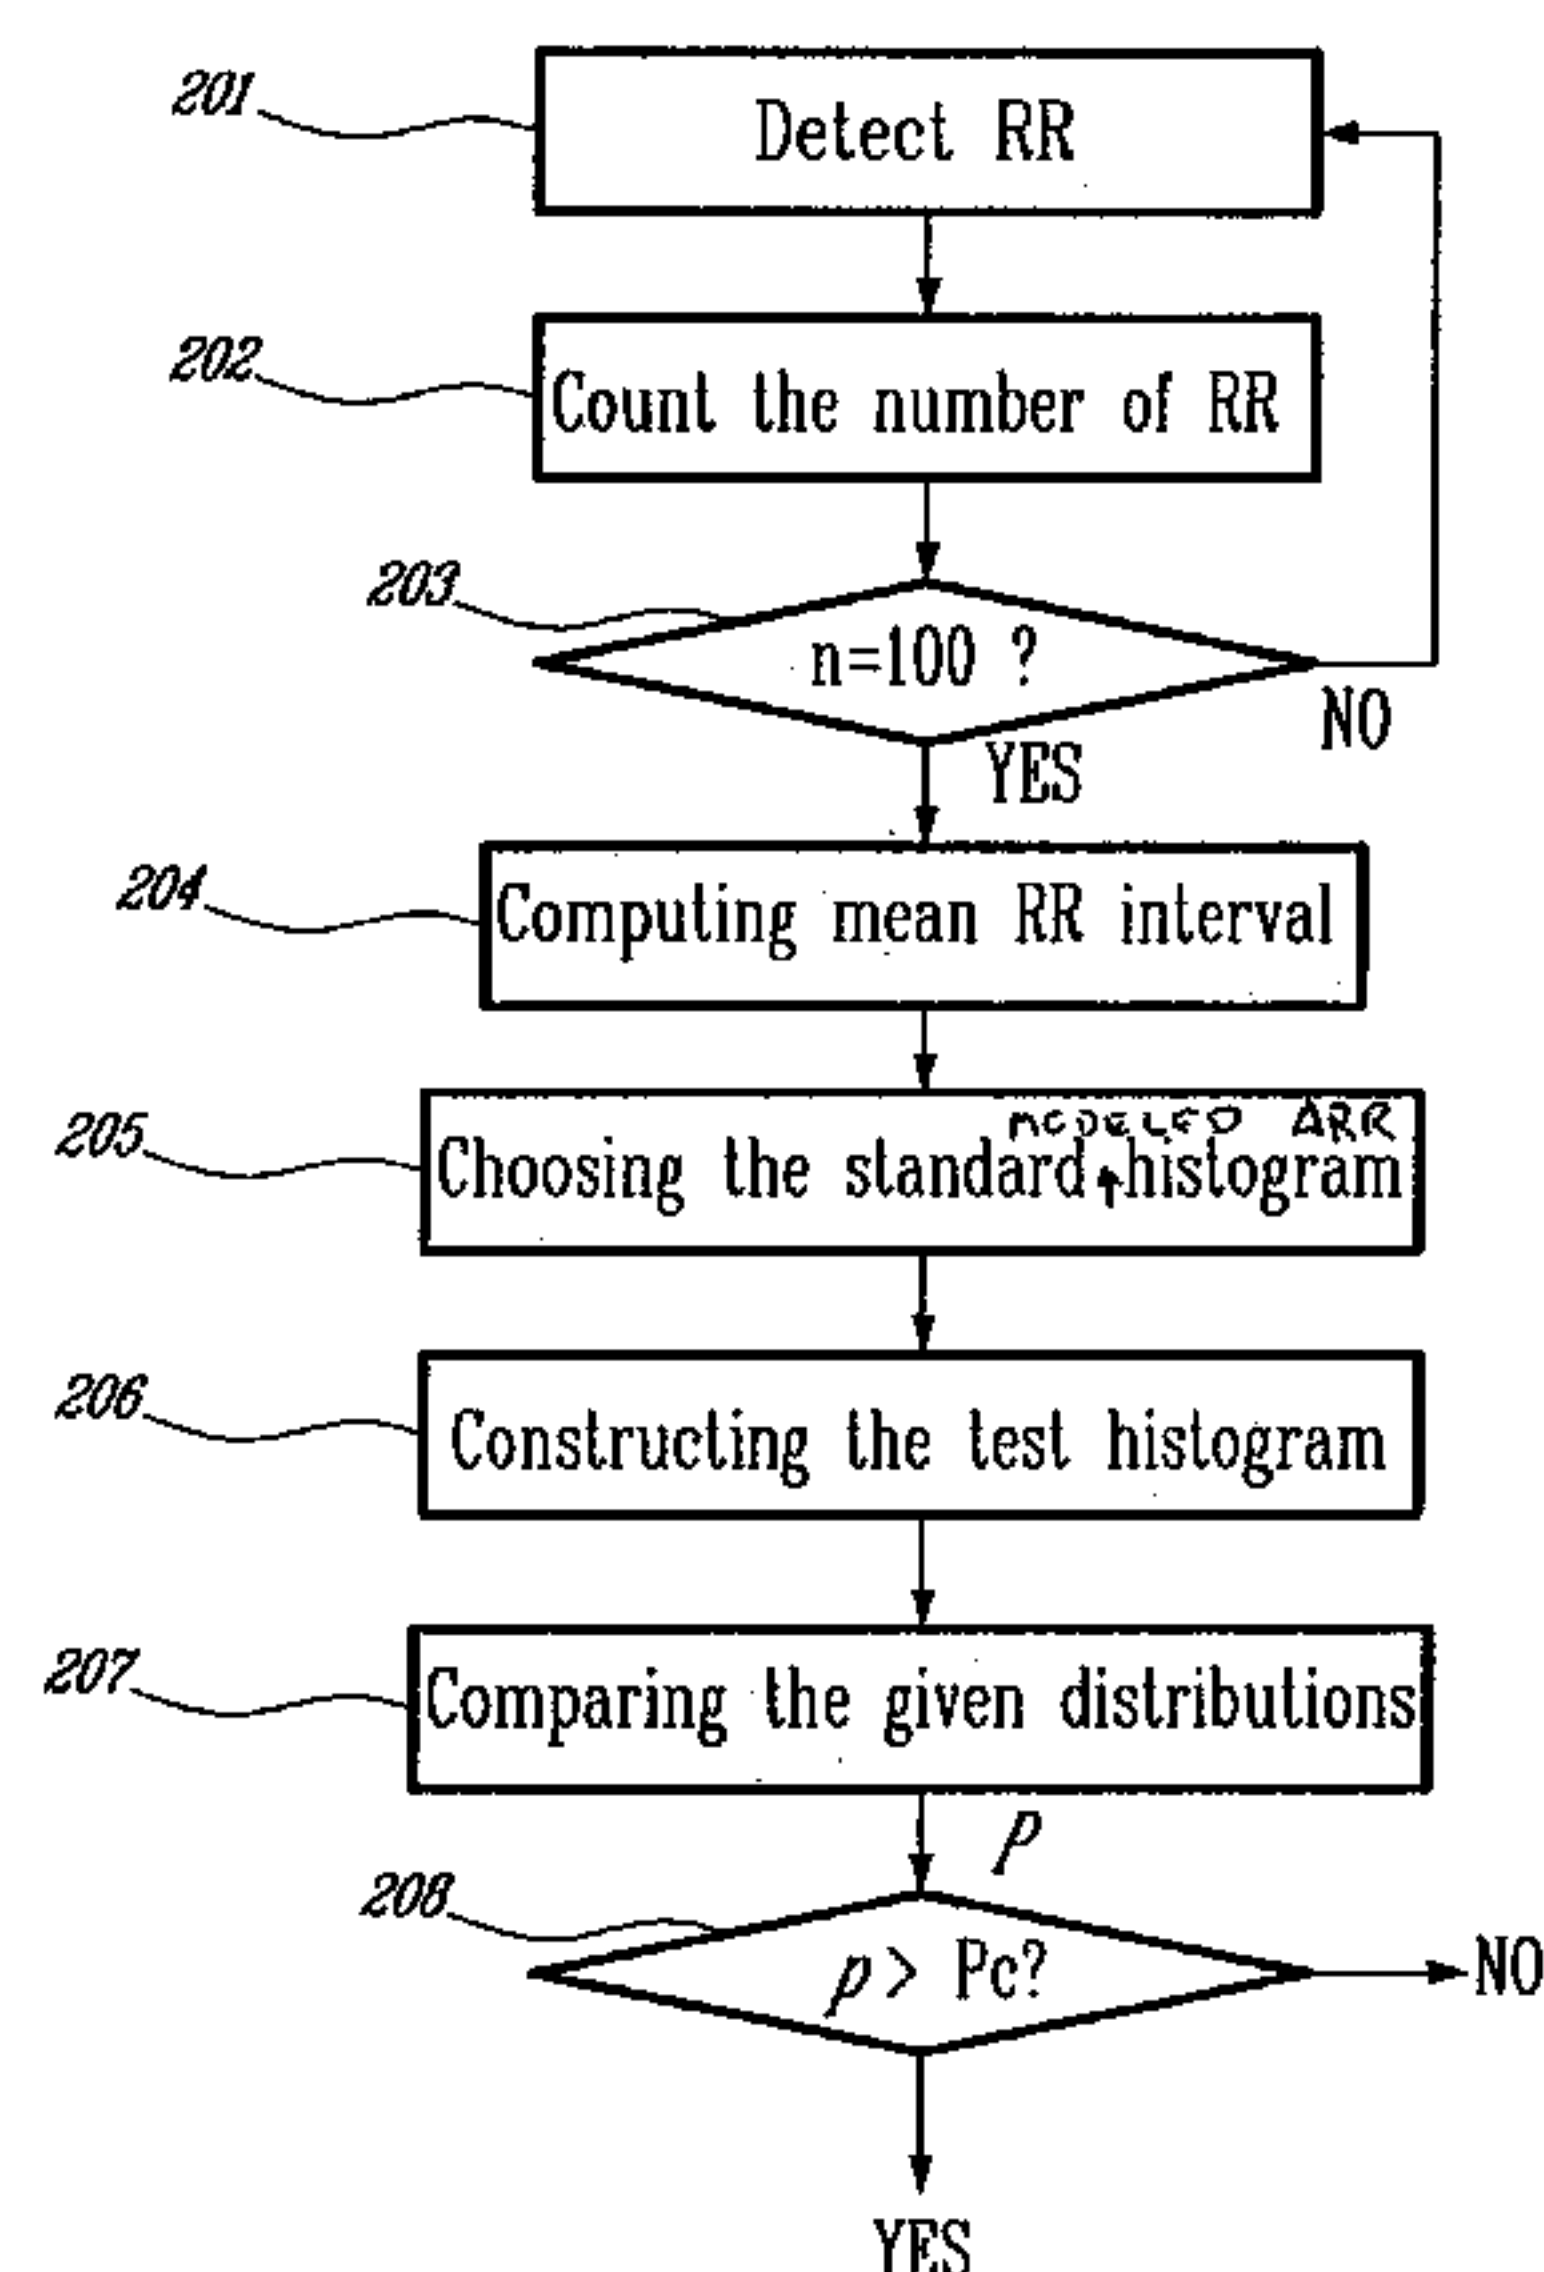 201
Detect RR
202
Count the number of RR
203
n=100 ?
NO
YES
204
Computing mean RR interval
205
MODELED ΔRR
Choosing the standard histogram
206
Constructing the test histogram
207
Comparing the given distributions
p
208
p > Pc?
NO
YES